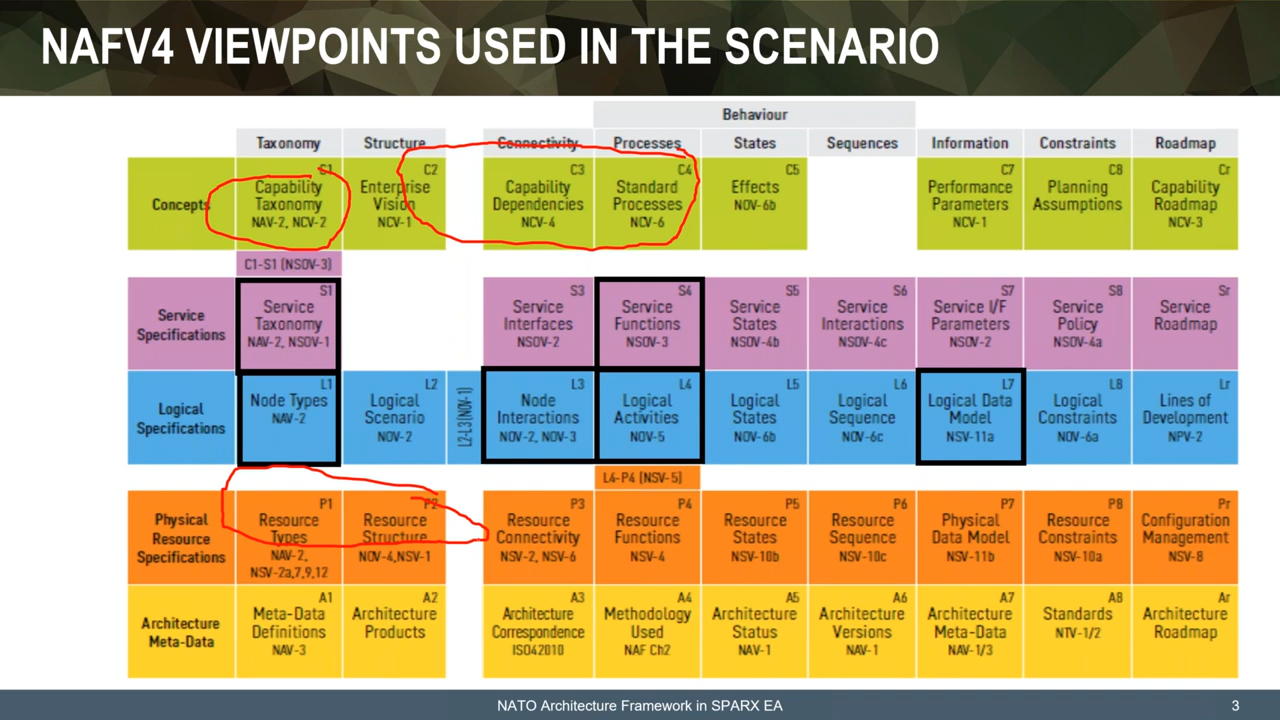 NAFV4 VIEWPOINTS USED IN THE SCENARIO
Behaviour
Taxonomy
Structure
Connectivity
Processes
States
Sequences
Information
Constraints
Roadmap
Concepts
S1
Capability
Taxonomy
NAV-2, NCV-2
C2
Enterprise
Vision
NCV-1
C3
Capability
Dependencies
NCV-4
C4
Standard
Processes
NCV-6
C5
Effects
NOV-6b
C7
Performance
Parameters
NCV-1
C8
Planning
Assumptions
Cr
Capability
Roadmap
NCV-3
C1-S1 (NSOV-3)
Service
Specifications
S1
Service
Taxonomy
NAV-2, NSOV-1
S3
Service
Interfaces
NSOV-2
S4
Service
Functions
NSOV-3
S5
Service
States
NSOV-4b
S6
Service
Interactions
NSOV-4c
S7
Service I/F
Parameters
NSOV-2
S8
Service
Policy
NSOV-4a
Sr
Service
Roadmap
Logical
Specifications
L1
Node Types
NAV-2
L2
Logical
Scenario
NOV-2
L2-L3(NOV-1)
L3
Node
Interactions
NOV-2, NOV-3
L4
Logical
Activities
NOV-5
L5
Logical
States
NOV-6b
L6
Logical
Sequence
NOV-6c
L7
Logical Data
Model
NSV-11a
L8
Logical
Constraints
NOV-6a
Lr
Lines of
Development
NPV-2
L4-P4 (NSV-5)
Physical
Resource
Specifications
P1
Resource
Types
NAV-2,
NSV-2a,7,9,12
P2
Resource
Structure
NOV-4,NSV-1
P3
Resource
Connectivity
NSV-2, NSV-6
P4
Resource
Functions
NSV-4
P5
Resource
States
NSV-10b
P6
Resource
Sequence
NSV-10c
P7
Physical
Data Model
NSV-11b
P8
Resource
Constraints
NSV-10a
Pr
Configuration
Management
NSV-8
Architecture
Meta-Data
A1
Meta-Data
Definitions
NAV-3
A2
Architecture
Products
A3
Architecture
Correspondence
ISO42010
A4
Methodology
Used
NAF Ch2
A5
Architecture
Status
NAV-1
A6
Architecture
Versions
NAV-1
A7
Architecture
Meta-Data
NAV-1/3
A8
Standards
NTV-1/2
Ar
Architecture
Roadmap
NATO Architecture Framework in SPARX EA
3